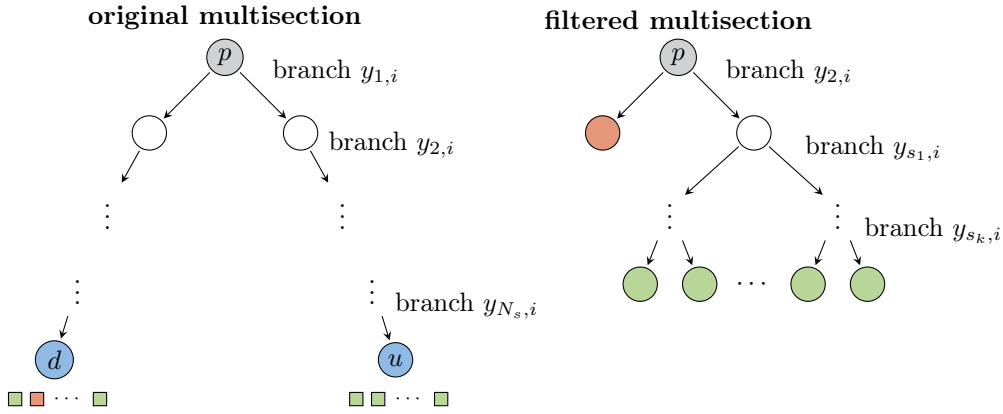 original multisection
p
branch y_{1,i}
branch y_{2,i}
⋮ ⋮
⋮ ⋮
branch y_{N_s,i}
d u
⋯ ⋯
filtered multisection
p
branch y_{2,i}
branch y_{s_1,i}
⋮ ⋮
branch y_{s_k,i}
⋯